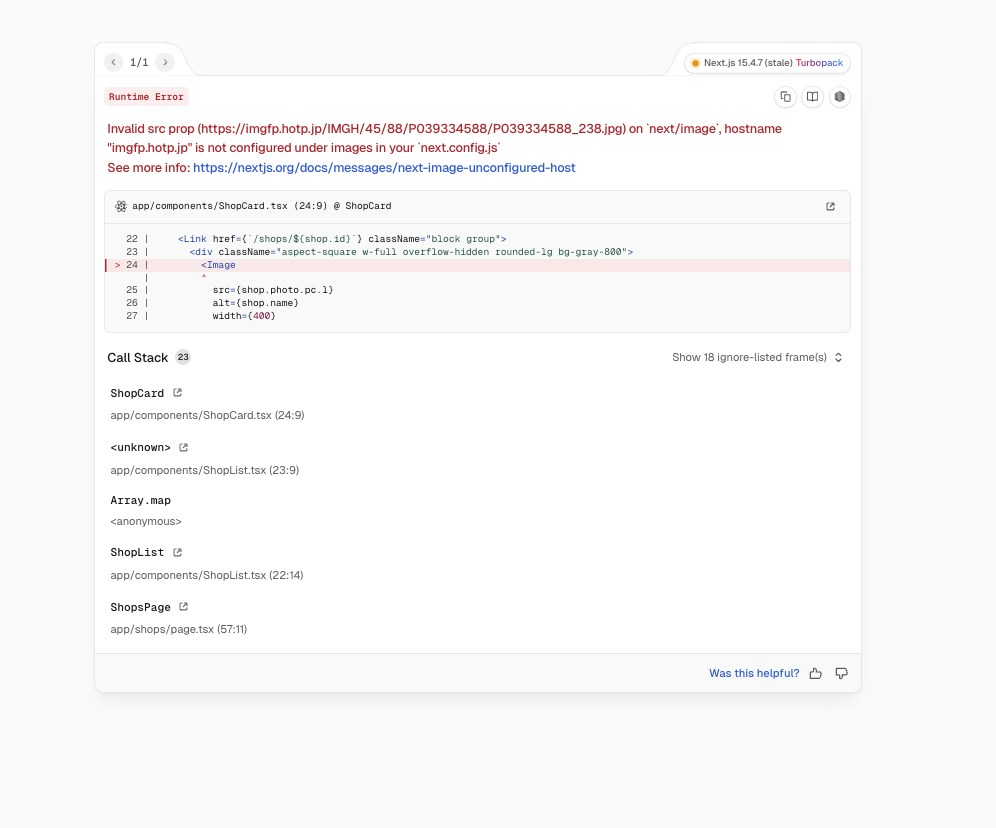 1/1
Next.js 15.4.7 (stale) Turbopack
Runtime Error
Invalid src prop (https://imgfp.hotp.jp/IMGH/45/88/P039334588/P039334588_238.jpg) on `next/image`, hostname
"imgfp.hotp.jp" is not configured under images in your `next.config.js`
See more info: https://nextjs.org/docs/messages/next-image-unconfigured-host
app/components/ShopCard.tsx (24:9) @ ShopCard
22 |     <Link href={`/shops/${shop.id}`} className="block group">
23 |       <div className="aspect-square w-full overflow-hidden rounded-lg bg-gray-800">
> 24 |         <Image
|         ^
25 |           src={shop.photo.pc.l}
26 |           alt={shop.name}
27 |           width={400}
Call Stack 23
Show 18 ignore-listed frame(s)
ShopCard
app/components/ShopCard.tsx (24:9)
<unknown>
app/components/ShopList.tsx (23:9)
Array.map
<anonymous>
ShopList
app/components/ShopList.tsx (22:14)
ShopsPage
app/shops/page.tsx (57:11)
Was this helpful?